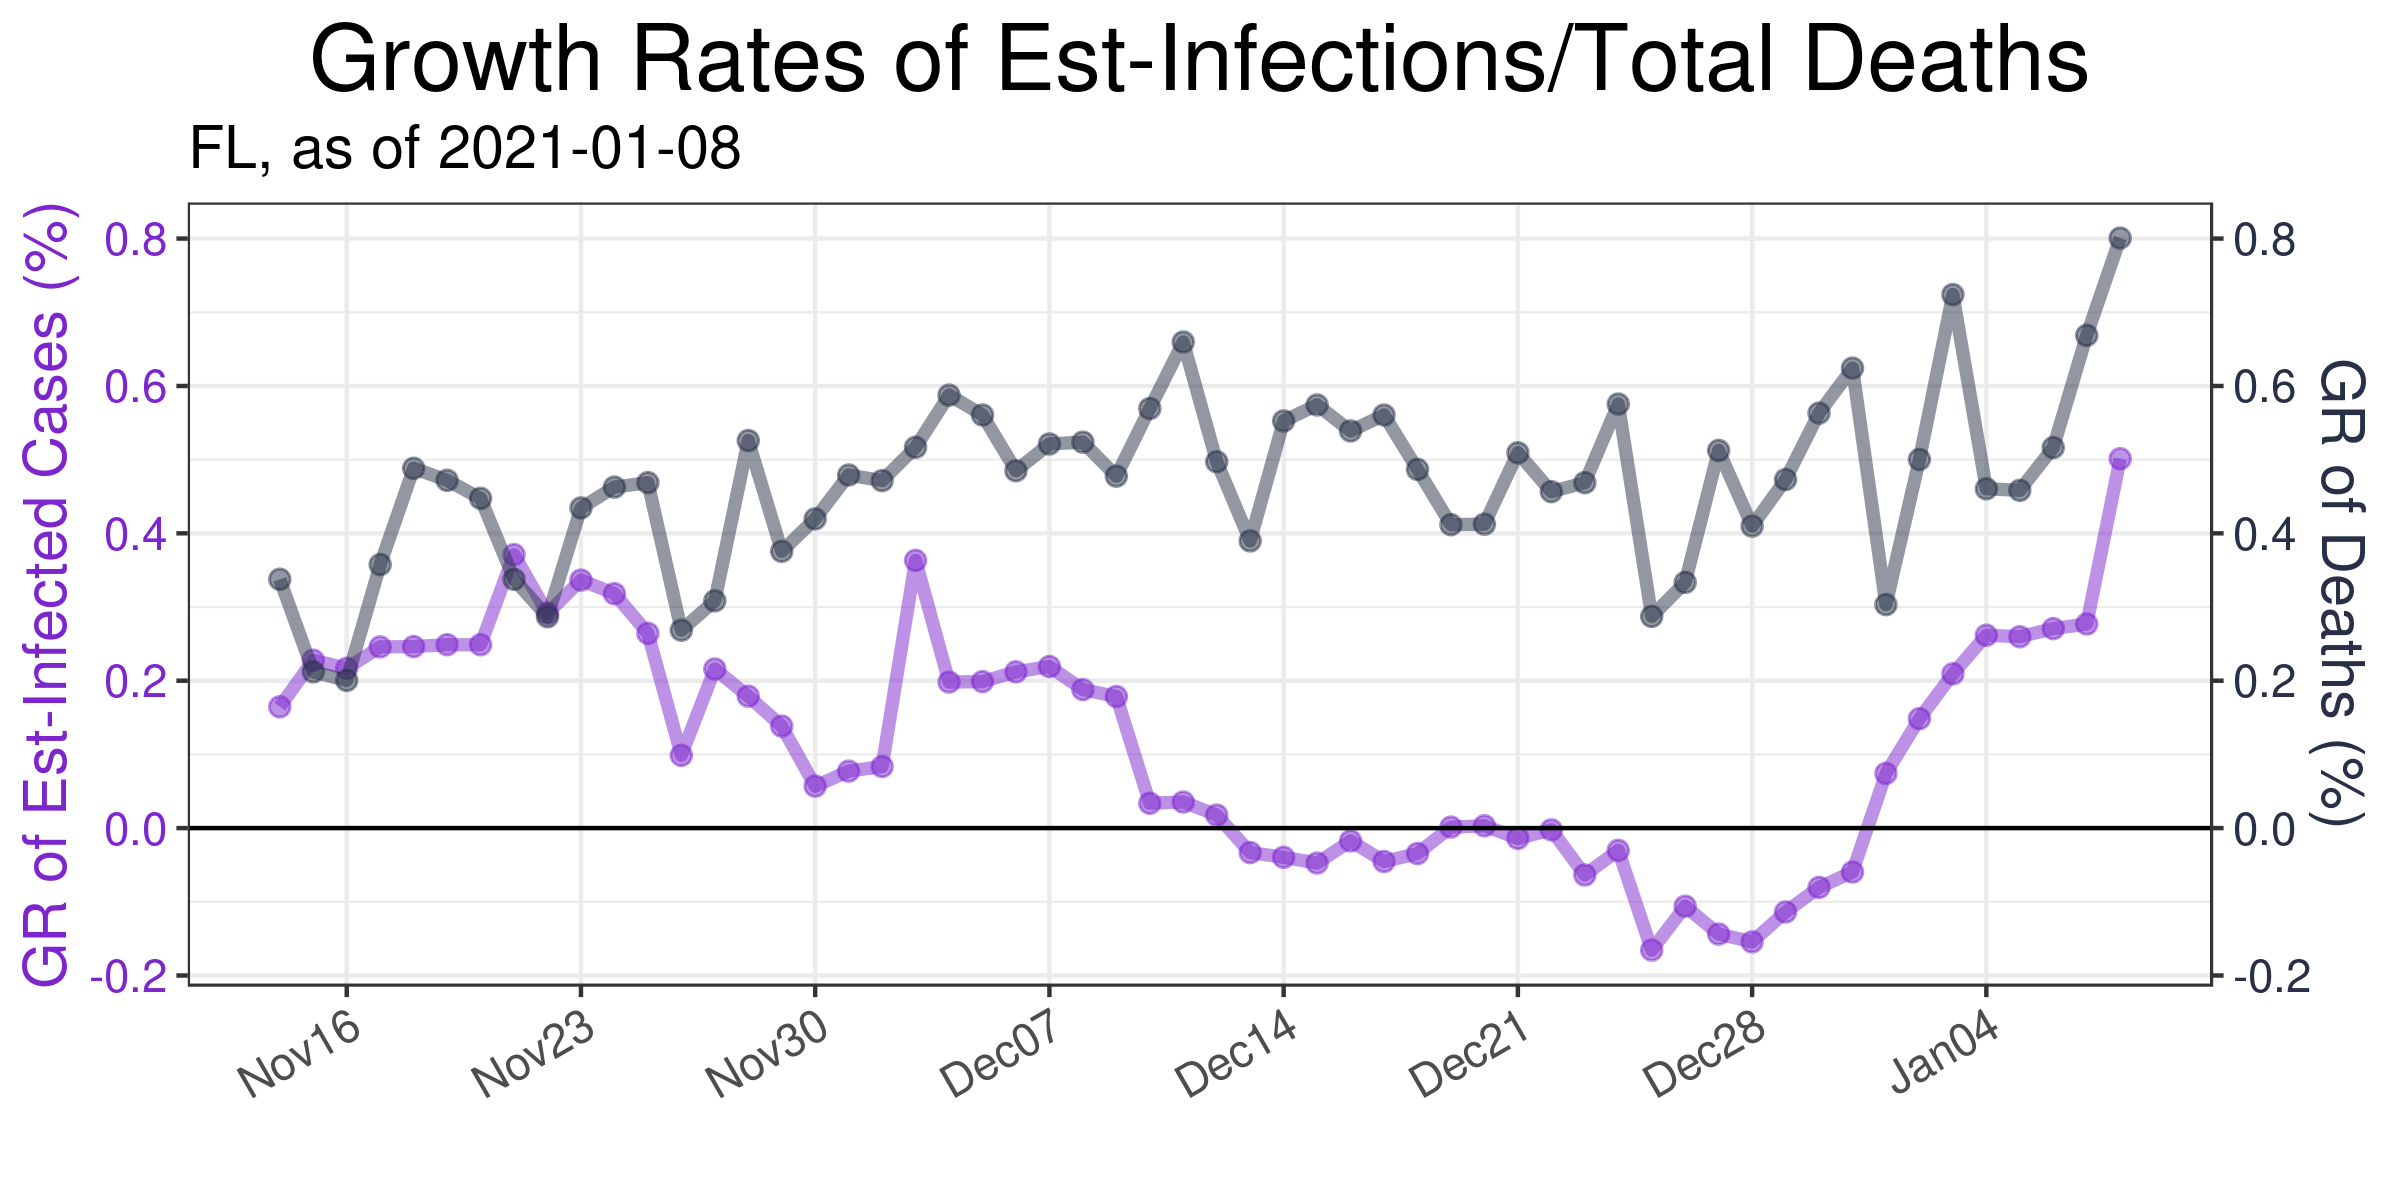 Growth Rates of Est-Infections/Total Deaths
FL, as of 2021-01-08
GR of Est-Infected Cases (%)
0.8
0.6
0.4
0.2
0.0
-0.2
0.8
0.6
0.4
0.2
0.0
-0.2
GR of Deaths (%)
Nov16
Nov23
Nov30
Dec07
Dec14
Dec21
Dec28
Jan04